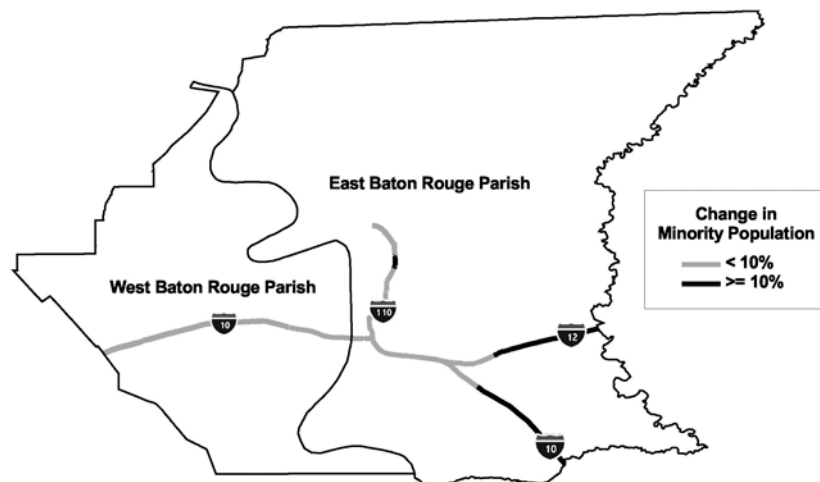 East Baton Rouge Parish
Change in
Minority Population
< 10%
>= 10%
West Baton Rouge Parish
110
10
12
10